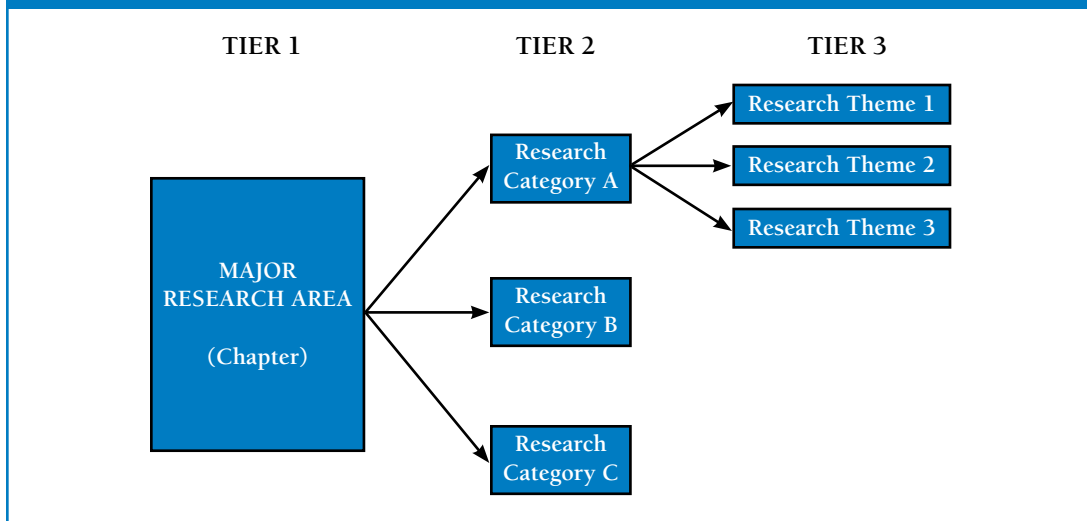 TIER 1
TIER 2
TIER 3
MAJOR
RESEARCH AREA
(Chapter)
Research
Category A
Research
Category B
Research
Category C
Research Theme 1
Research Theme 2
Research Theme 3